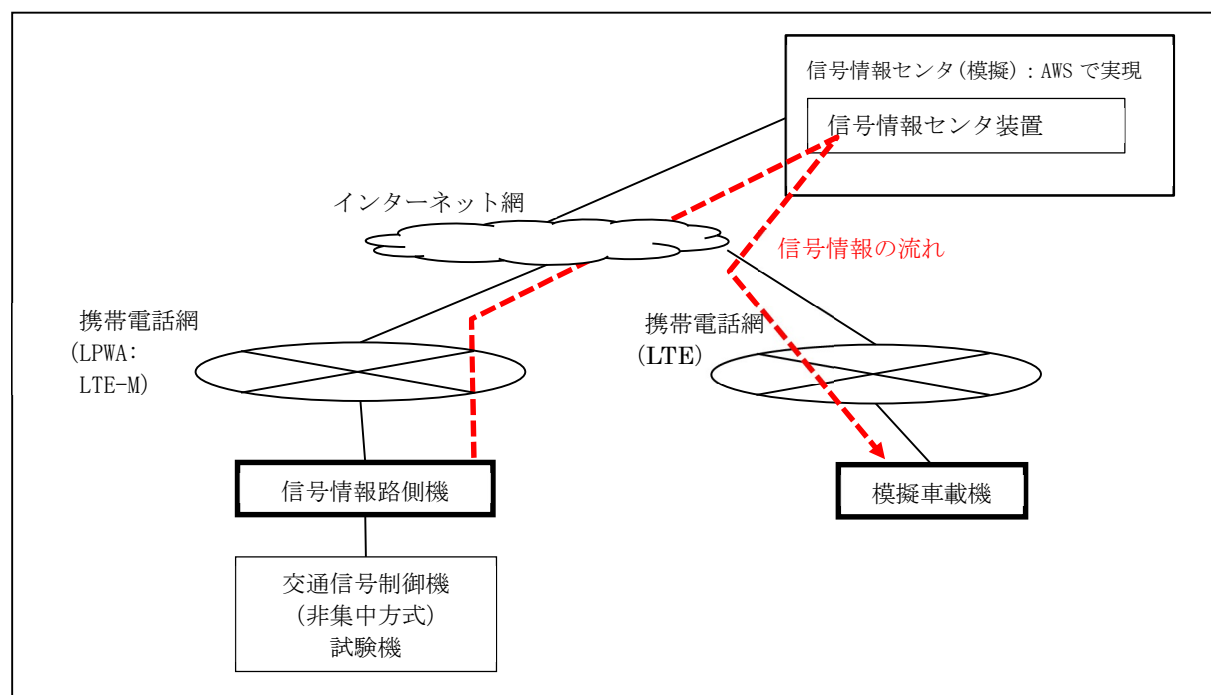 信号情報センタ(模擬)：AWSで実現
信号情報センタ装置
インターネット網
信号情報の流れ
携帯電話網
(LPWA:
LTE-M)
携帯電話網
(LTE)
信号情報路側機
模擬車載機
交通信号制御機
(非集中方式)
試験機